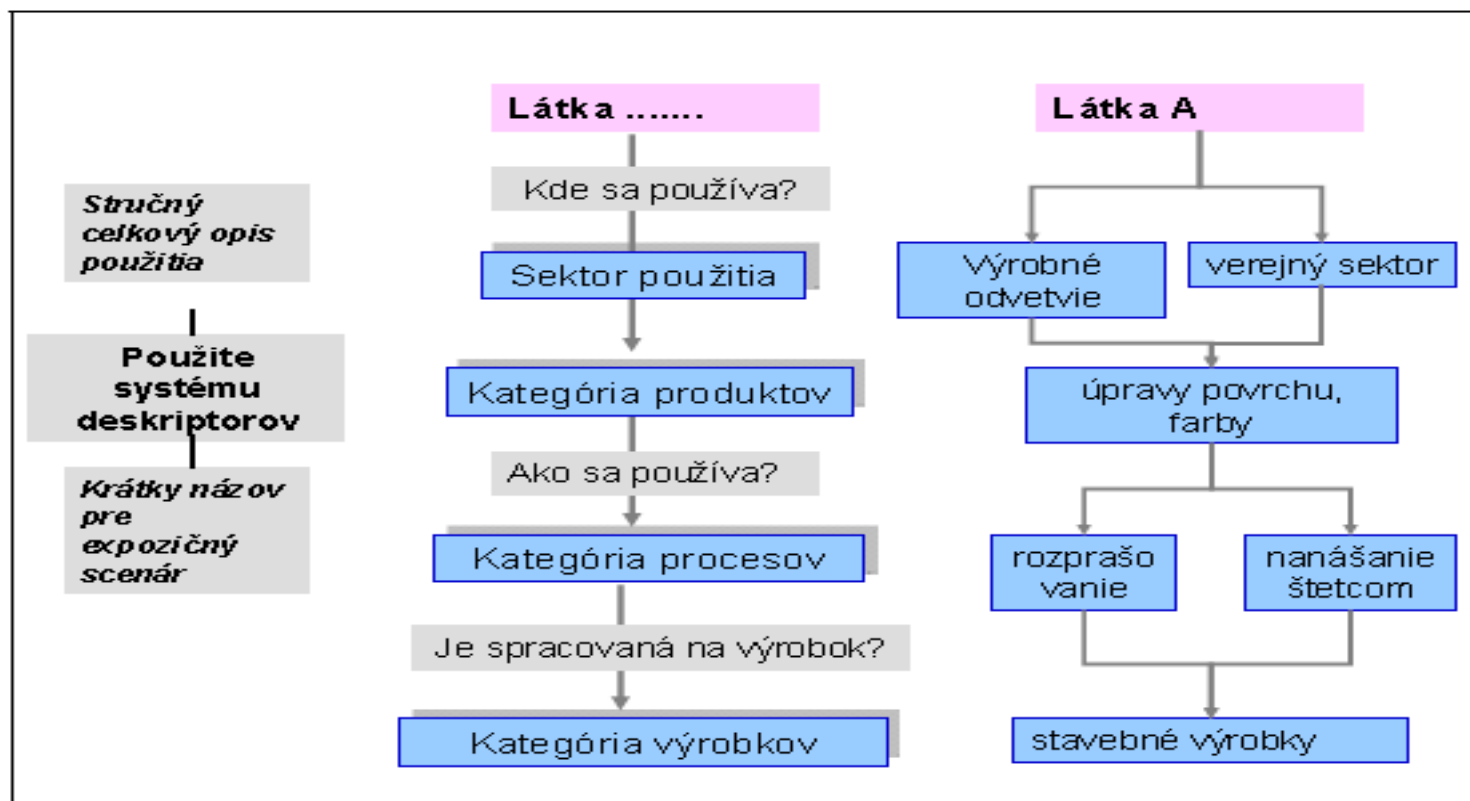 Stručný
celkový opis
použitia
Použite
systému
deskriptorov
Krátky názov
pre
expozičný
scenár
Látka .......
Kde sa používa?
Sektor použitia
Kategória produktov
Ako sa používa?
Kategória procesov
Je spracovaná na výrobok?
Kategória výrobkov
Látka A
Výrobné
odvetvie
verejný sektor
úpravy povrchu,
farby
rozprašo
vanie
nanášanie
štetcom
stavebné výrobky